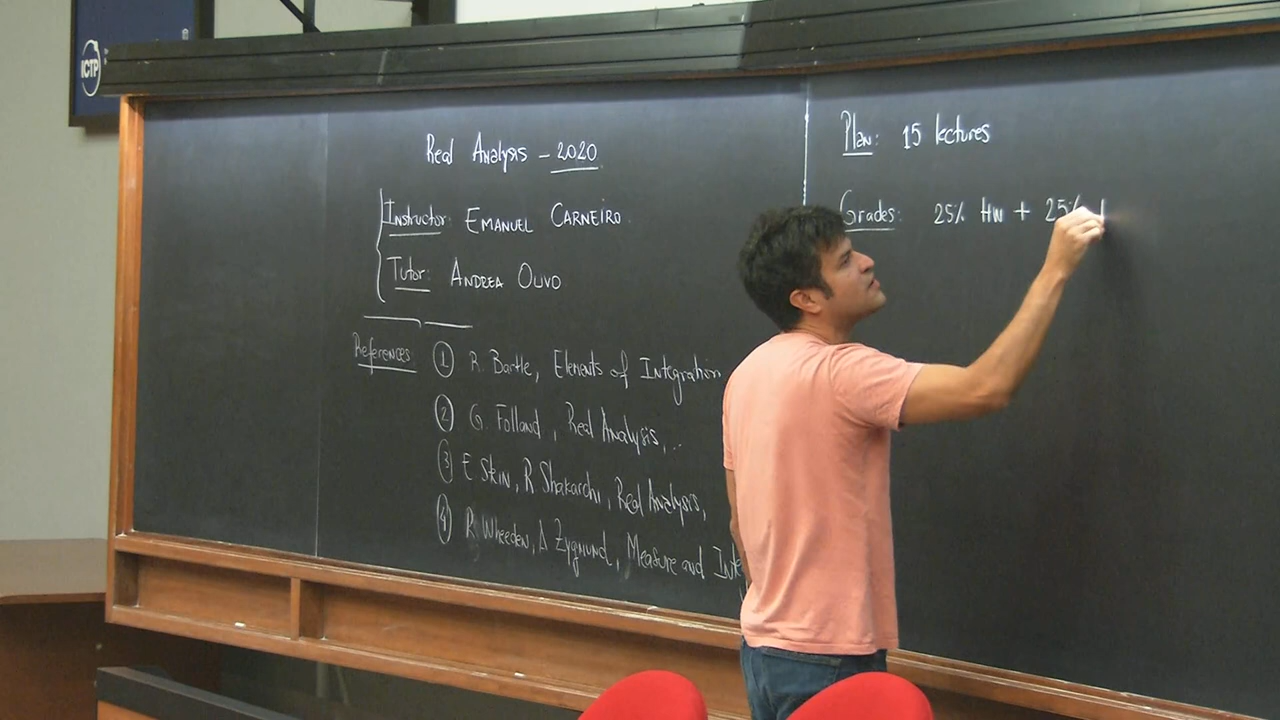 ICTP
Real Analysis - 2020
Instructor: EMANUEL CARNEIRO
Tutor: ANDREA OLIVO
References
1 R. Bartle, Elements of Integration
2 G. Folland, Real Analysis, ..
3 E Stein, R Shakarchi, Real Analysis,
4 R Wheeden, A Zygmund, Measure and Inte
Plan: 15 lectures
Grades: 25% HW + 25%